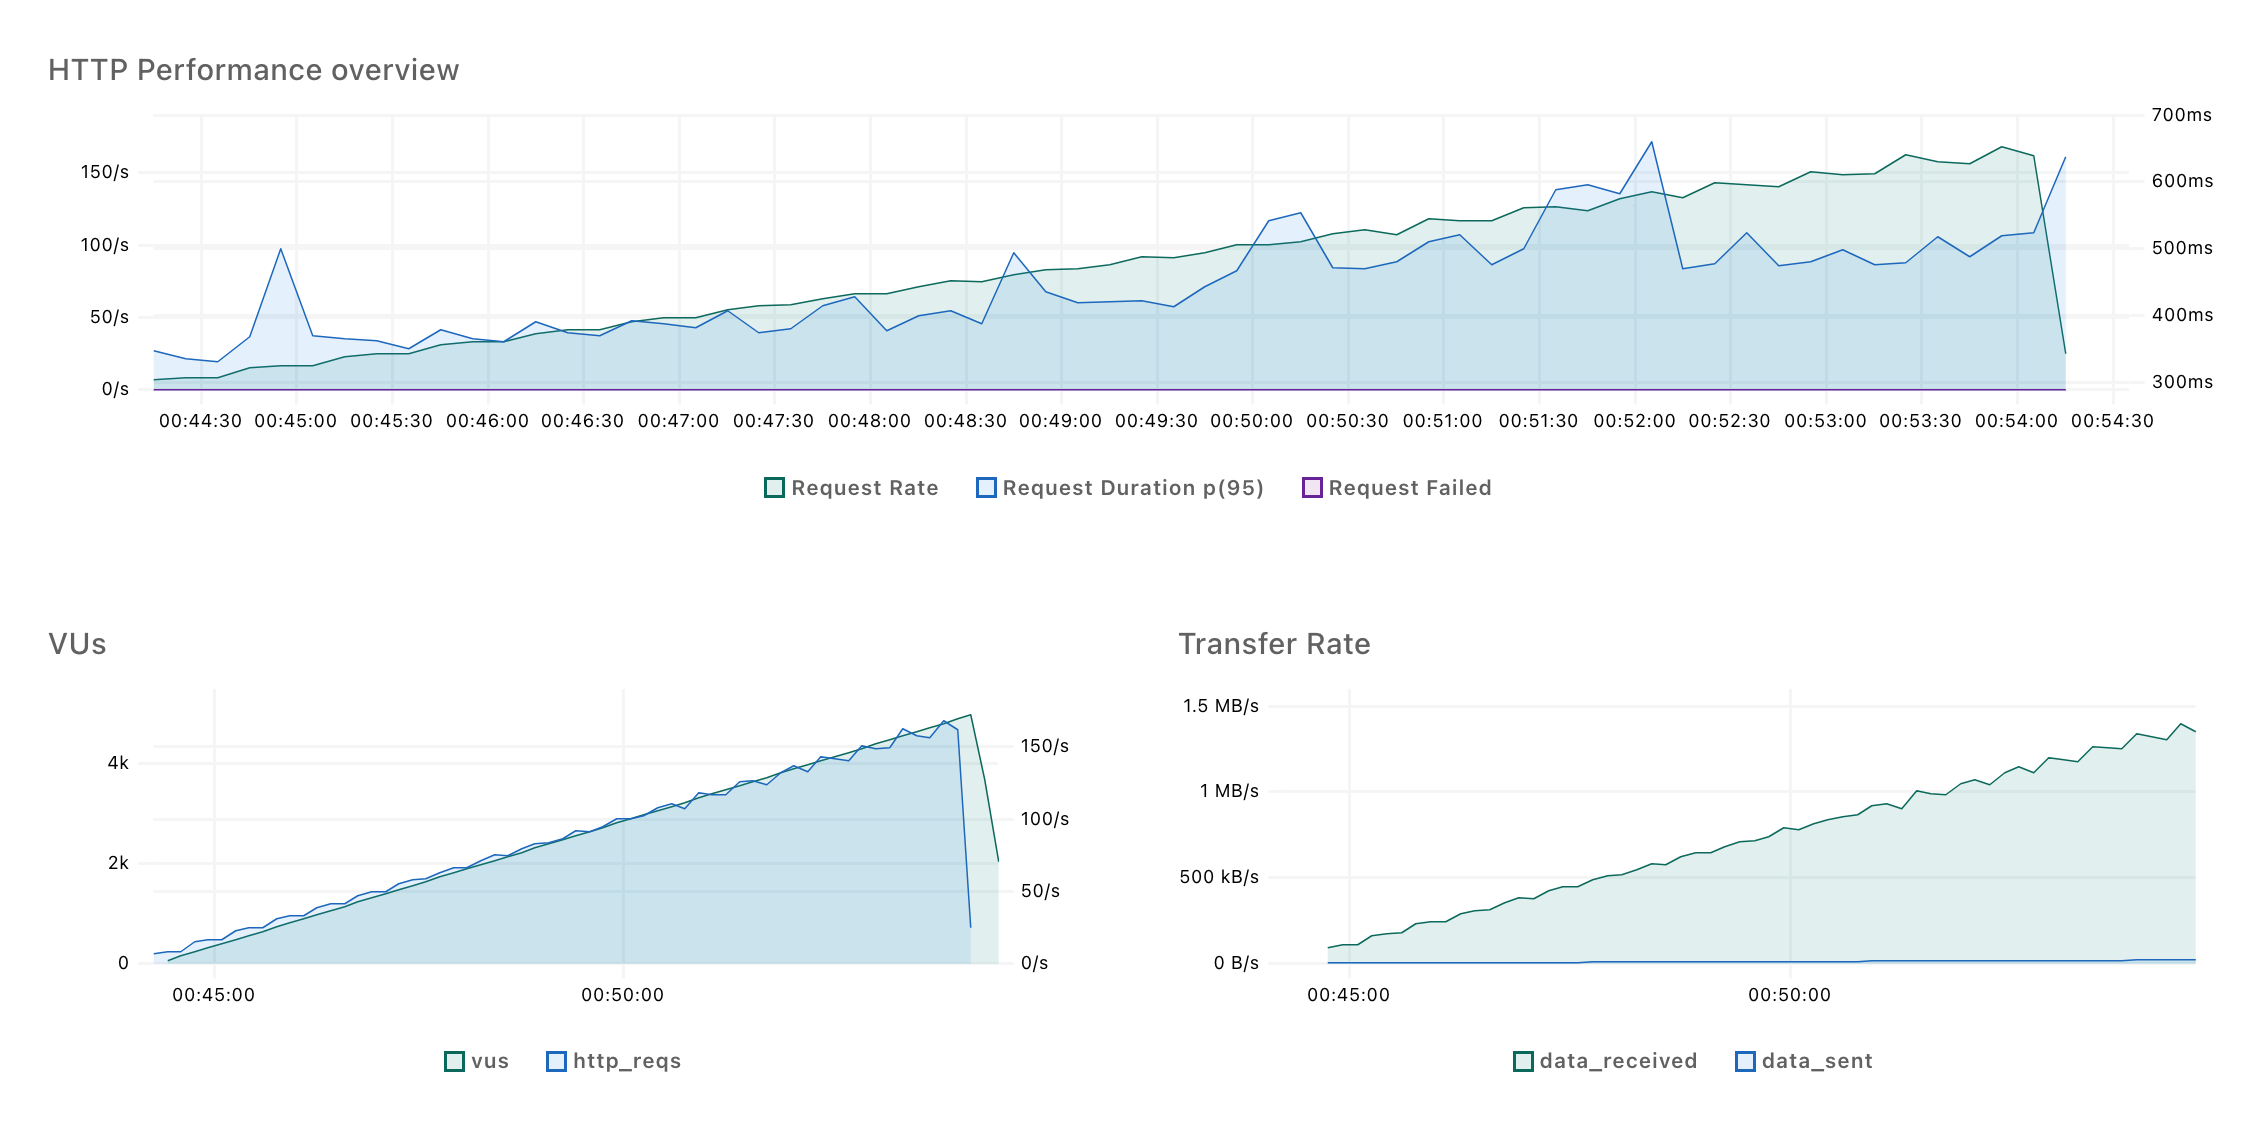 HTTP Performance overview
700ms
150/s
600ms
100/s
500ms
50/s
400ms
0/s
300ms
00:44:30 00:45:00 00:45:30 00:46:00 00:46:30 00:47:00 00:47:30 00:48:00 00:48:30 00:49:00 00:49:30 00:50:00 00:50:30 00:51:00 00:51:30 00:52:00 00:52:30 00:53:00 00:53:30 00:54:00 00:54:30
Request Rate Request Duration p(95) Request Failed
VUs
4k
2k
0
150/s
100/s
50/s
0/s
00:45:00 00:50:00
vus http_reqs
Transfer Rate
1.5 MB/s
1 MB/s
500 kB/s
0 B/s
00:45:00 00:50:00
data_received data_sent